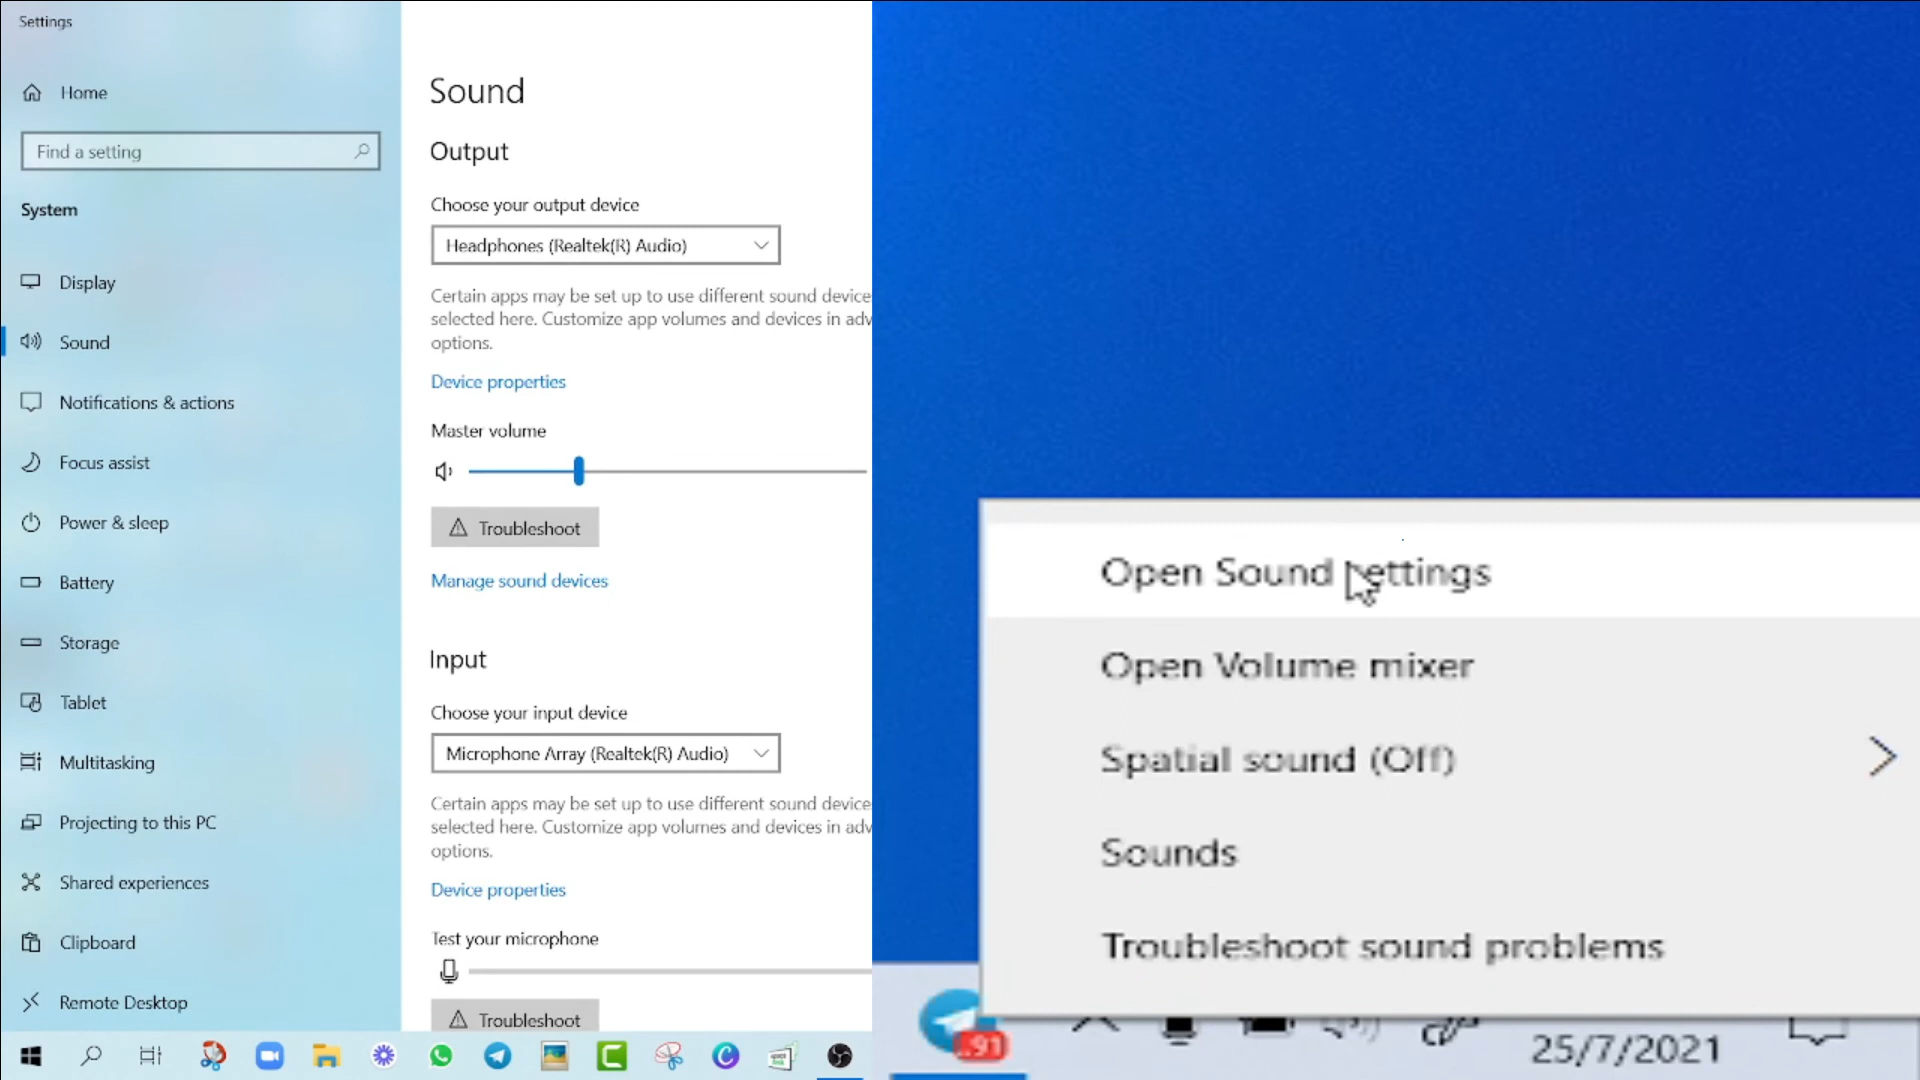 Settings
Home
Find a setting
System
Display
Sound
Notifications & actions
Focus assist
Power & sleep
Battery
Storage
Tablet
Multitasking
Projecting to this PC
Shared experiences
Clipboard
Remote Desktop
Sound
Output
Choose your output device
Headphones (Realtek(R) Audio)
Certain apps may be set up to use different sound device
selected here. Customize app volumes and devices in adv
options.
Device properties
Master volume
Troubleshoot
Manage sound devices
Input
Choose your input device
Microphone Array (Realtek(R) Audio)
Certain apps may be set up to use different sound device
selected here. Customize app volumes and devices in adv
options.
Device properties
Test your microphone
Troubleshoot
Open Sound settings
Open Volume mixer
Spatial sound (Off)
Sounds
Troubleshoot sound problems
..91
25/7/2021